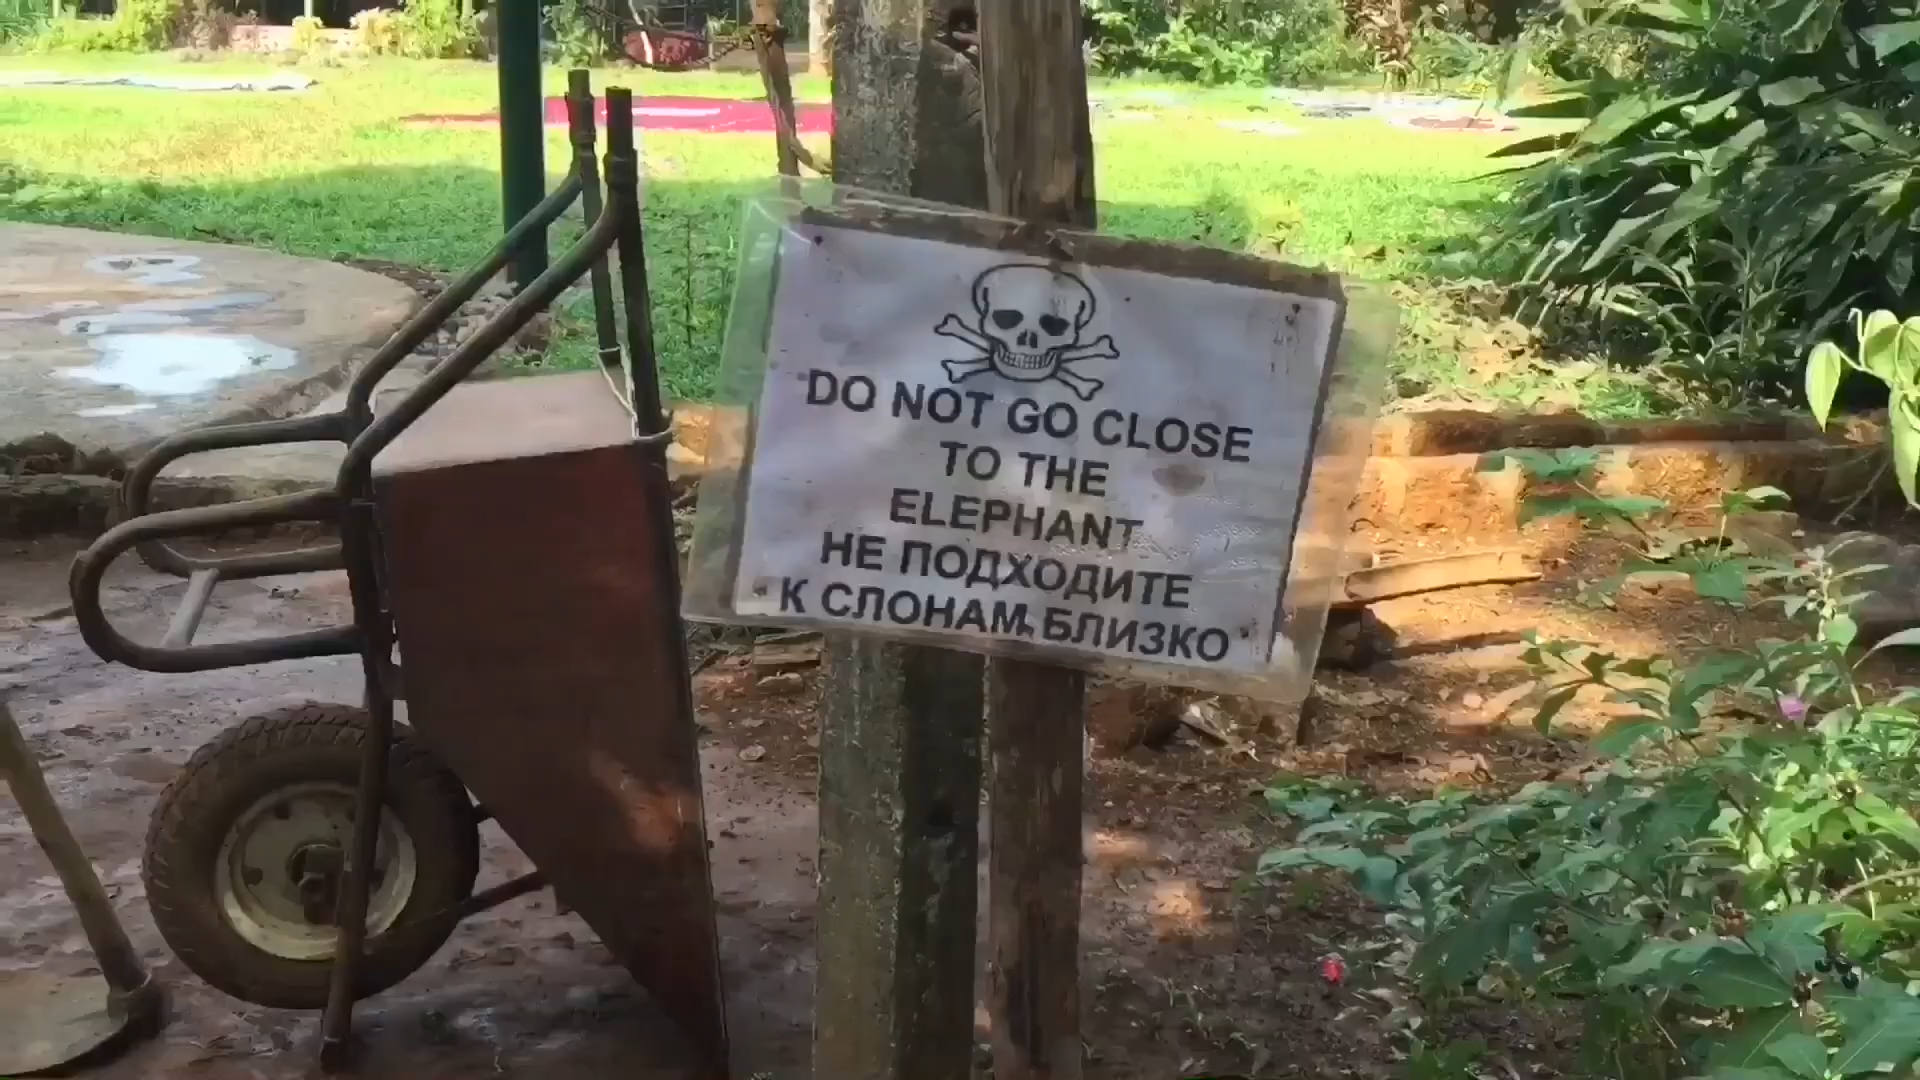 DO NOT GO CLOSE
TO THE
ELEPHANT
НЕ ПОДХОДИТЕ
К СЛОНАМ БЛИЗКО